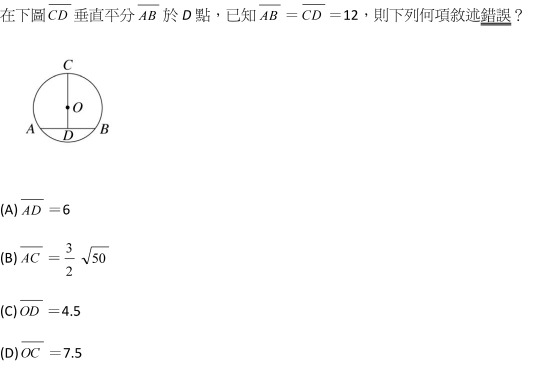 在下圖 $\overline{CD}$ 垂直平分 $\overline{AB}$ 於 D 點，已知 $\overline{AB}$ = $\overline{CD}$ =12，則下列何項敘述錯誤？
C
O
A
D
B
(A) $\overline{AD}$ =6
(B) $\overline{AC}$ = $\frac{3}{2}$ $\sqrt{50}$
(C) $\overline{OD}$ =4.5
(D) $\overline{OC}$ =7.5